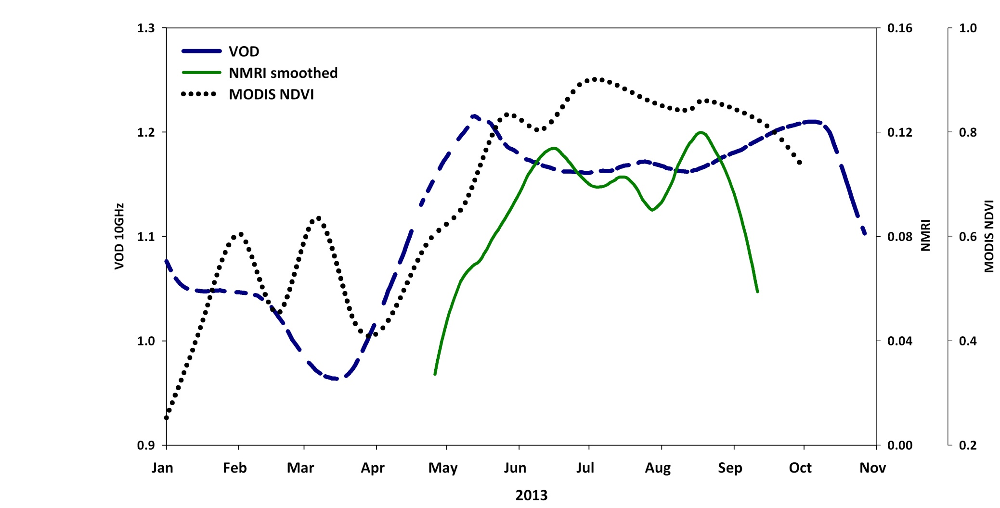 1.3
1.2
1.1
1.0
0.9
VOD 10GHz
VOD
NMRI smoothed
MODIS NDVI
0.16
0.12
0.08
0.04
0.00
NMRI
1.0
0.8
0.6
0.4
0.2
MODIS NDVI
Jan Feb Mar Apr May Jun Jul Aug Sep Oct Nov
2013